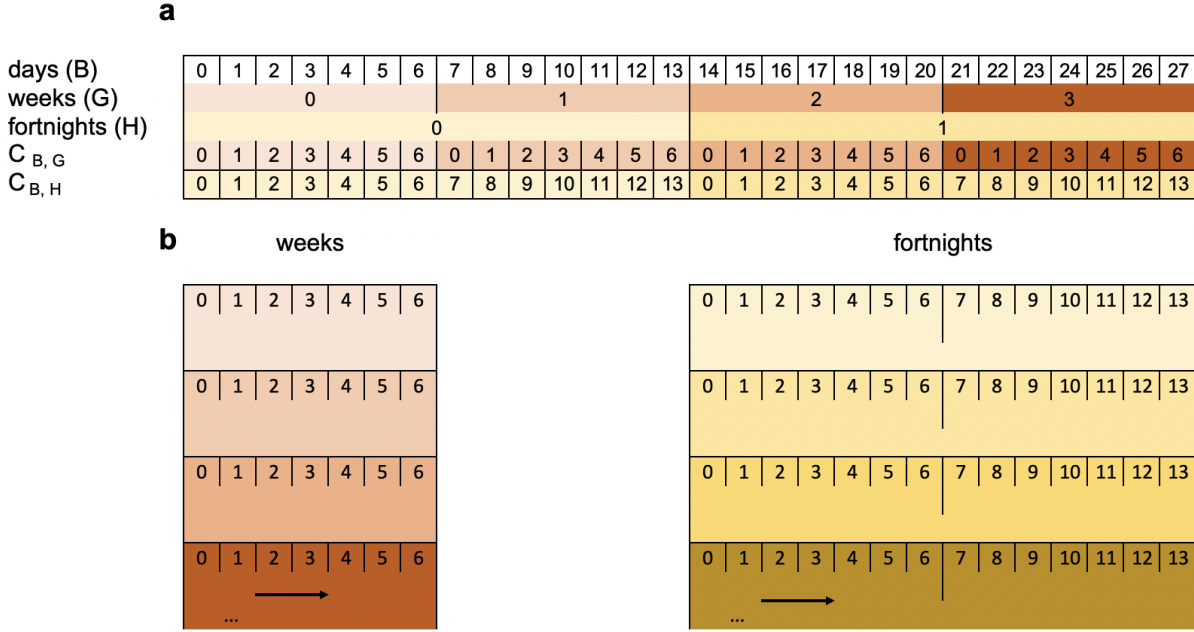 a
days (B) 0 1 2 3 4 5 6 7 8 9 10 11 12 13 14 15 16 17 18 19 20 21 22 23 24 25 26 27
weeks (G) 0 1 2 3
fortnights (H) 0 1
C B, G 0 1 2 3 4 5 6 0 1 2 3 4 5 6 0 1 2 3 4 5 6 0 1 2 3 4 5 6
C B, H 0 1 2 3 4 5 6 7 8 9 10 11 12 13 0 1 2 3 4 5 6 7 8 9 10 11 12 13
b weeks fortnights
0 1 2 3 4 5 6 0 1 2 3 4 5 6 7 8 9 10 11 12 13
0 1 2 3 4 5 6 0 1 2 3 4 5 6 7 8 9 10 11 12 13
0 1 2 3 4 5 6 0 1 2 3 4 5 6 7 8 9 10 11 12 13
0 1 2 3 4 5 6 0 1 2 3 4 5 6 7 8 9 10 11 12 13
... ...